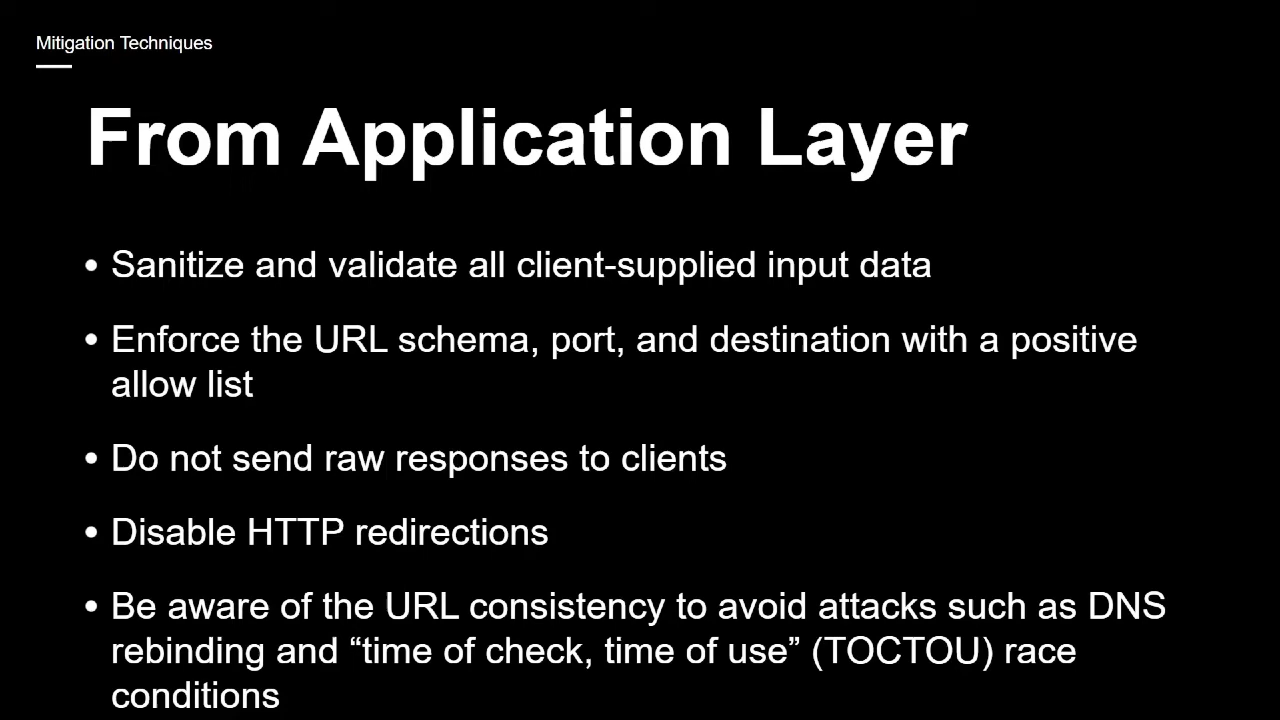 Mitigation Techniques
From Application Layer
• Sanitize and validate all client-supplied input data
• Enforce the URL schema, port, and destination with a positive
allow list
• Do not send raw responses to clients
• Disable HTTP redirections
• Be aware of the URL consistency to avoid attacks such as DNS
rebinding and “time of check, time of use” (TOCTOU) race
conditions